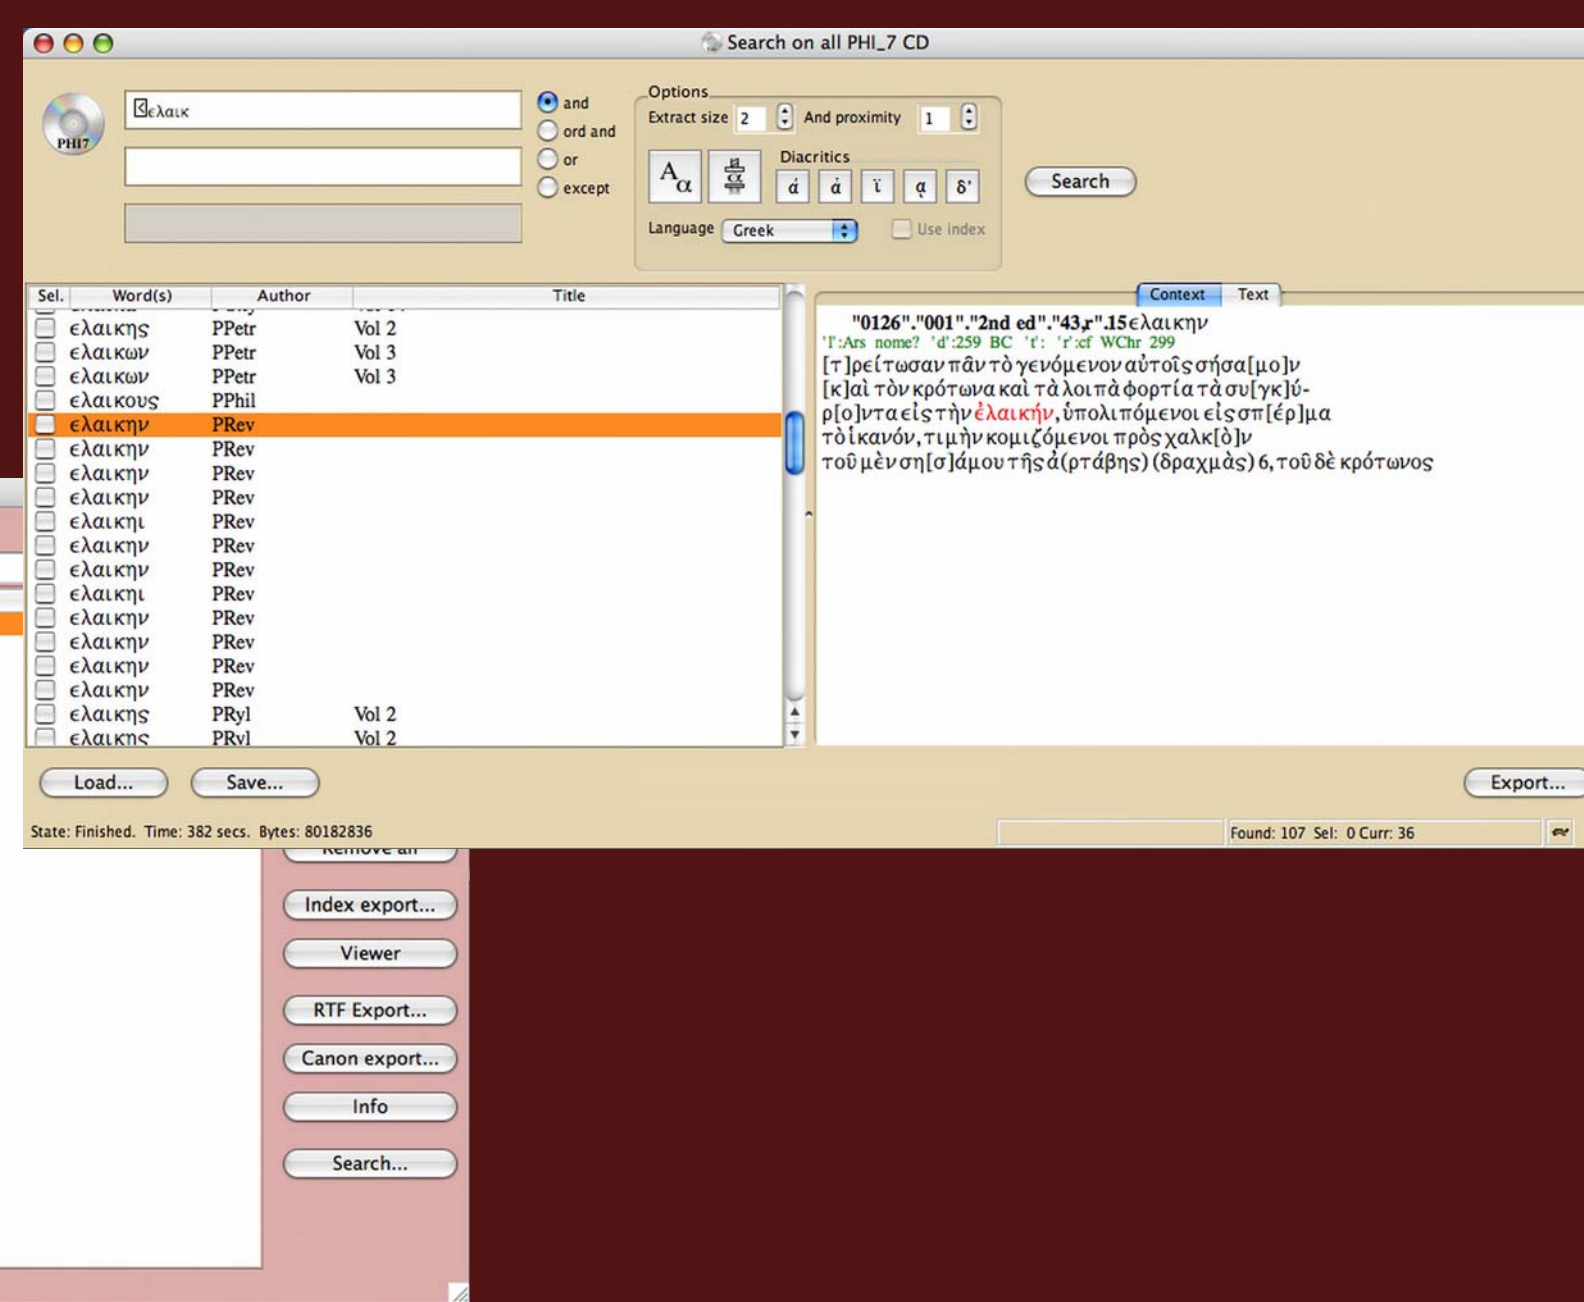 Search on all PHI_7 CD
PHI7
ελαικ
and
ord and
or
except
Options
Extract size 2 And proximity 1
Diacritics
Αα α ά ἀ ϊ ᾳ δ'
Language Greek Use index
Search
Sel. Word(s) Author Title
ελαικης PPetr Vol 2
ελαικων PPetr Vol 3
ελαικων PPetr Vol 3
ελαικους PPhil
ελαικην PRev
ελαικην PRev
ελαικην PRev
ελαικην PRev
ελαικηι PRev
ελαικην PRev
ελαικην PRev
ελαικηι PRev
ελαικην PRev
ελαικην PRev
ελαικην PRev
ελαικην PRev
ελαικης PRyl Vol 2
ελαικης PRyl Vol 2
Context Text
"0126"."001"."2nd ed"."43,r".15ελαικην
'l':Ars nome? 'd':259 BC 't': 'r':cf WChr 299
[τ]ρείτωσαν πᾶν τὸ γενόμενον αὐτοῖς σήσα[μο]ν
[κ]αὶ τὸν κρότωνα καὶ τὰ λοιπὰ φορτία τὰ συ[γκ]ύ-
ρ[ο]ντα εἰς τὴν ἐλαικήν, ὑπολιπόμενοι εἰς σπ[έρ]μα
τὸ ἱκανόν, τιμὴν κομιζόμενοι πρὸς χαλκ[ὸ]ν
τοῦ μὲν ση[σ]άμου τῆς ἀ(ρτάβης) (δραχμὰς) 6, τοῦ δὲ κρότωνος
Load... Save... Export...
State: Finished. Time: 382 secs. Bytes: 80182836 Found: 107 Sel: 0 Curr: 36
Remove all
Index export...
Viewer
RTF Export...
Canon export...
Info
Search...